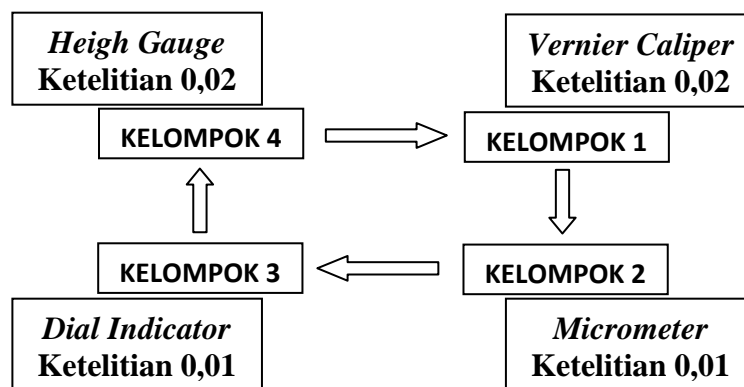 Heigh Gauge
Ketelitian 0,02
KELOMPOK 4
Vernier Caliper
Ketelitian 0,02
KELOMPOK 1
KELOMPOK 3
Dial Indicator
Ketelitian 0,01
KELOMPOK 2
Micrometer
Ketelitian 0,01